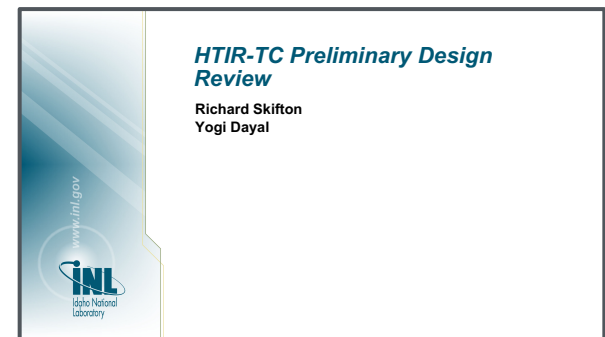 HTIR-TC Preliminary Design
Review
Richard Skifton
Yogi Dayal
www.inl.gov
INL
Idaho National
Laboratory